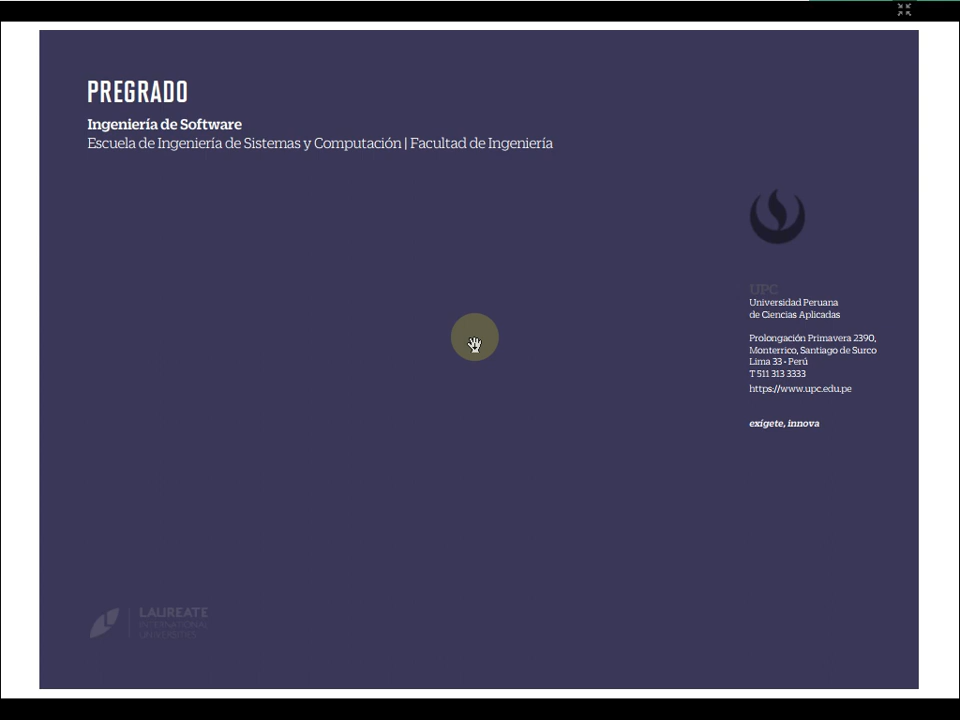 PREGRADO
Ingeniería de Software
Escuela de Ingeniería de Sistemas y Computación | Facultad de Ingeniería
UPC
Universidad Peruana
de Ciencias Aplicadas
Prolongación Primavera 2390,
Monterrico, Santiago de Surco
Lima 33 - Perú
T 511 313 3333
https://www.upc.edu.pe
exígete, innova
LAUREATE
INTERNATIONAL
UNIVERSITIES